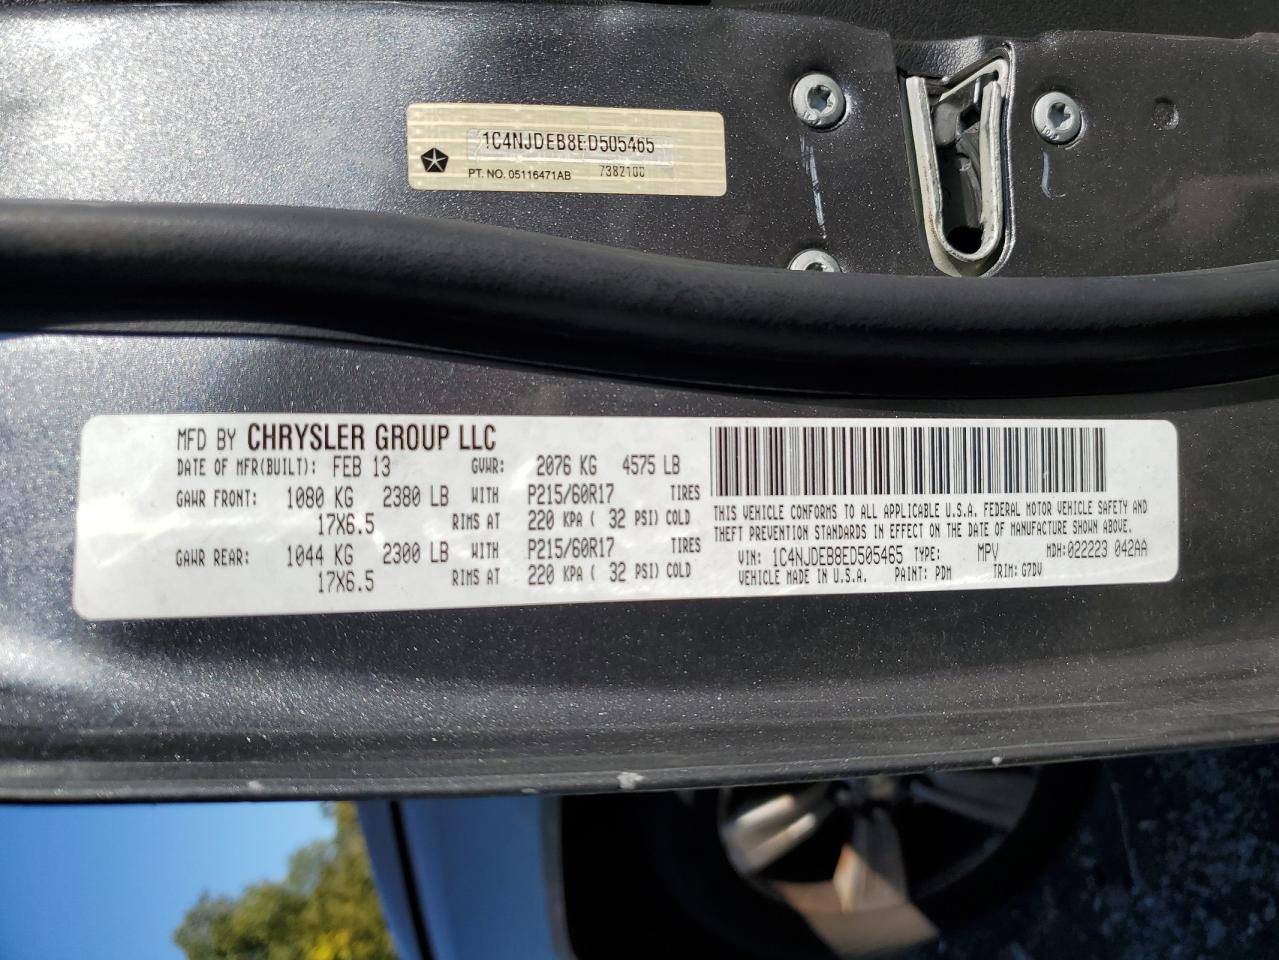 1C4NJDEB8ED505465
PT. NO. 05116471AB 7382100
MFD BY CHRYSLER GROUP LLC
DATE OF MFR(BUILT): FEB 13 GVWR: 2076 KG 4575 LB
GAWR FRONT: 1080 KG 2380 LB WITH P215/60R17 TIRES
17X6.5 RIMS AT 220 KPA ( 32 PSI) COLD
GAWR REAR: 1044 KG 2300 LB WITH P215/60R17 TIRES
17X6.5 RIMS AT 220 KPA ( 32 PSI) COLD
THIS VEHICLE CONFORMS TO ALL APPLICABLE U.S.A. FEDERAL MOTOR VEHICLE SAFETY AND
THEFT PREVENTION STANDARDS IN EFFECT ON THE DATE OF MANUFACTURE SHOWN ABOVE.
VIN: 1C4NJDEB8ED505465 TYPE: MPV MDH:022223 042AA
VEHICLE MADE IN U.S.A. PAINT: PDM TRIM: G7DV